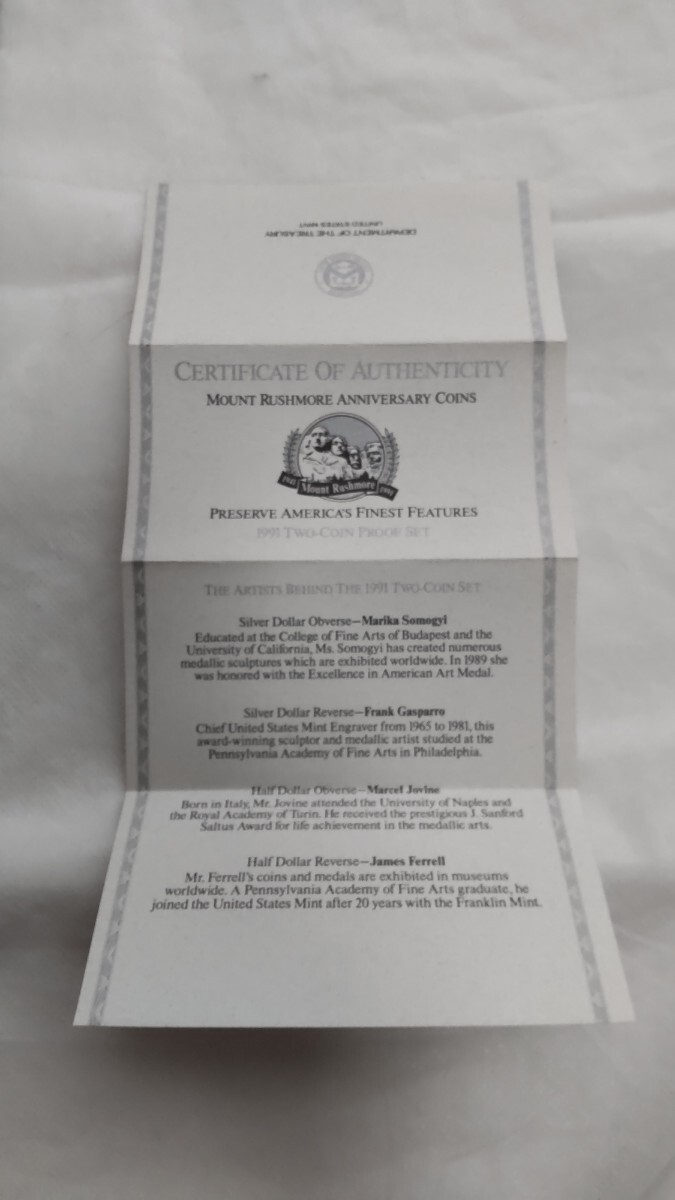 DEPARTMENT OF THE TREASURY
UNITED STATES MINT
CERTIFICATE OF AUTHENTICITY
MOUNT RUSHMORE ANNIVERSARY COINS
1941 Mount Rushmore 1991
PRESERVE AMERICA'S FINEST FEATURES
1991 TWO-COIN PROOF SET
THE ARTISTS BEHIND THE 1991 TWO-COIN SET
Silver Dollar Obverse—Marika Somogyi
Educated at the College of Fine Arts of Budapest and the
University of California, Ms. Somogyi has created numerous
medallic sculptures which are exhibited worldwide. In 1989 she
was honored with the Excellence in American Art Medal.
Silver Dollar Reverse—Frank Gasparro
Chief United States Mint Engraver from 1965 to 1981, this
award-winning sculptor and medallic artist studied at the
Pennsylvania Academy of Fine Arts in Philadelphia.
Half Dollar Obverse—Marcel Jovine
Born in Italy, Mr. Jovine attended the University of Naples and
the Royal Academy of Turin. He received the prestigious J. Sanford
Saltus Award for life achievement in the medallic arts.
Half Dollar Reverse—James Ferrell
Mr. Ferrell's coins and medals are exhibited in museums
worldwide. A Pennsylvania Academy of Fine Arts graduate, he
joined the United States Mint after 20 years with the Franklin Mint.